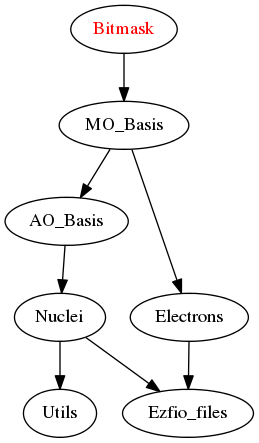 Bitmask
MO_Basis
AO_Basis
Nuclei
Electrons
Utils
Ezfio_files